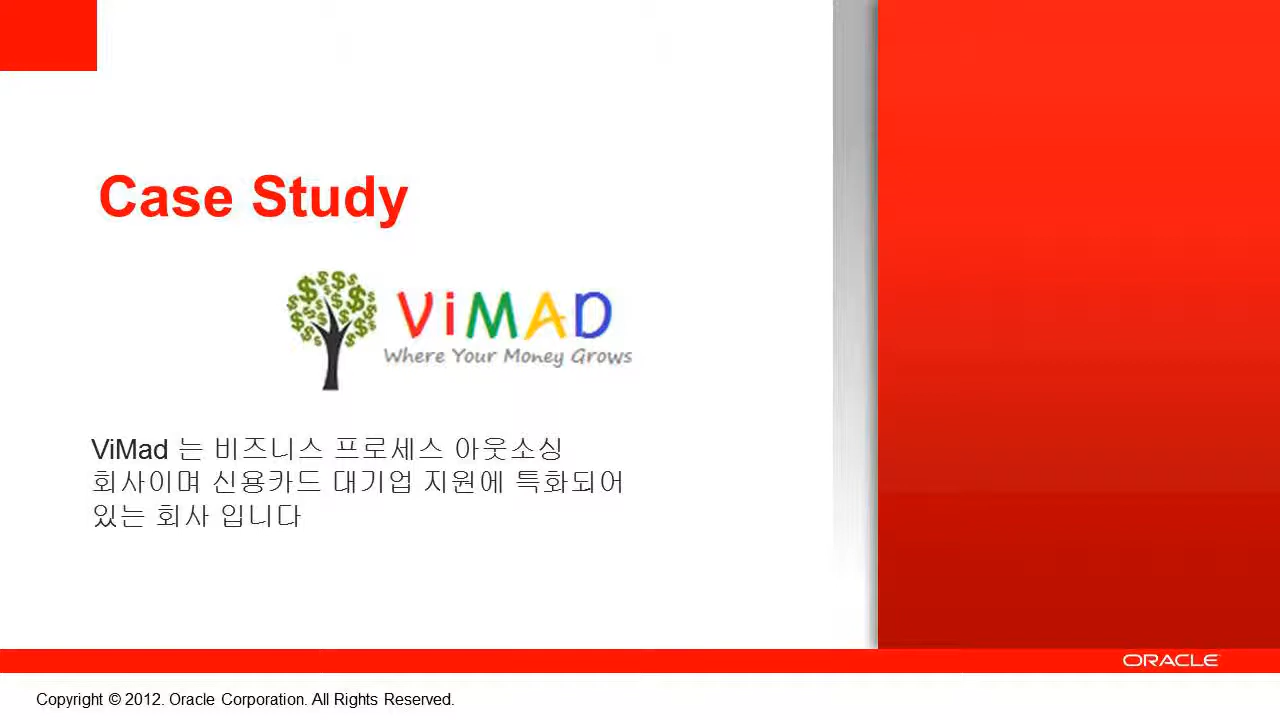 Case Study
ViMAD
Where Your Money Grows
ViMad 는 비즈니스 프로세스 아웃소싱
회사이며 신용카드 대기업 지원에 특화되어
있는 회사 입니다
ORACLE
Copyright © 2012. Oracle Corporation. All Rights Reserved.